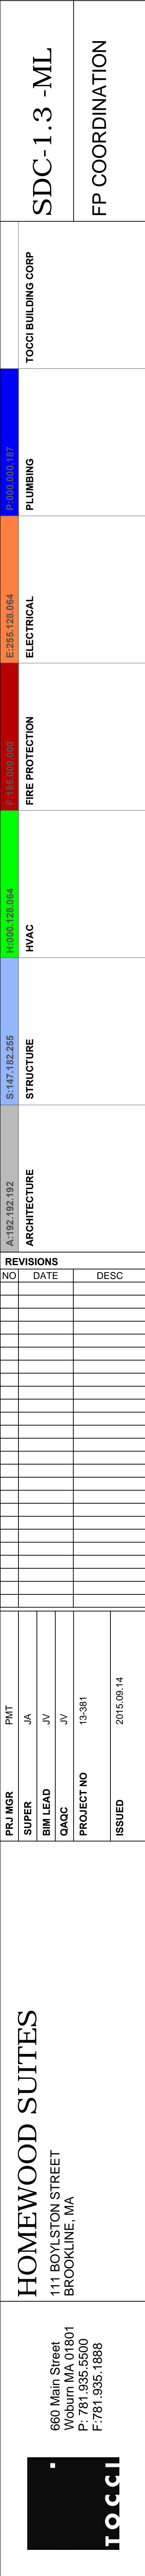 SDC-1.3 -ML
FP COORDINATION
TOCCI BUILDING CORP
P:000.000.187
PLUMBING
E:255.128.064
ELECTRICAL
F:185.000.000
FIRE PROTECTION
H:000.128.064
HVAC
S:147.182.255
STRUCTURE
A:192.192.192
ARCHITECTURE
REVISIONS
NO DATE DESC
PRJ MGR PMT
SUPER JA
BIM LEAD JV
QAQC JV
PROJECT NO 13-381
ISSUED 2015.09.14
HOMEWOOD SUITES
111 BOYLSTON STREET
BROOKLINE, MA
660 Main Street
Woburn MA 01801
P: 781.935.5500
F:781.935.1888
TOCCI